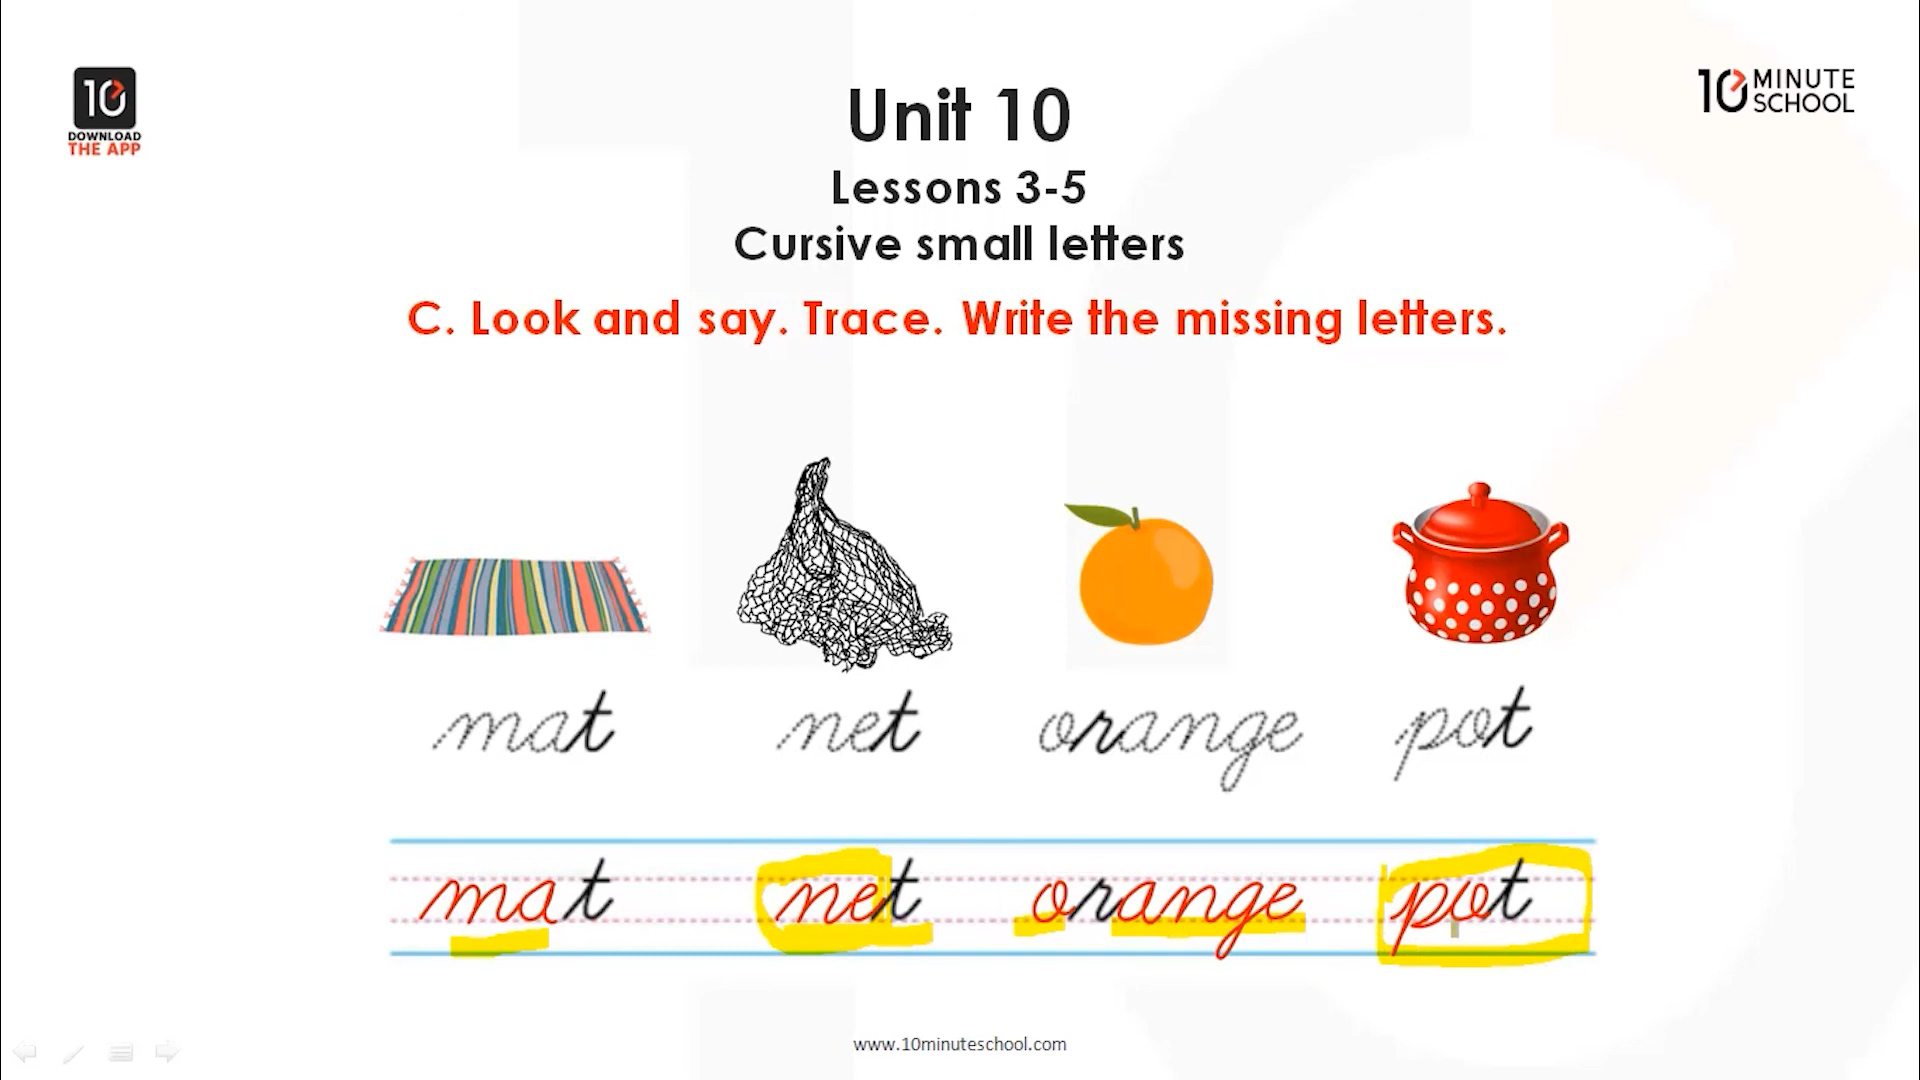 10
DOWNLOAD
THE APP
10 MINUTE
SCHOOL
Unit 10
Lessons 3-5
Cursive small letters
C. Look and say. Trace. Write the missing letters.
mat net orange pot
mat net orange pot
www.10minuteschool.com